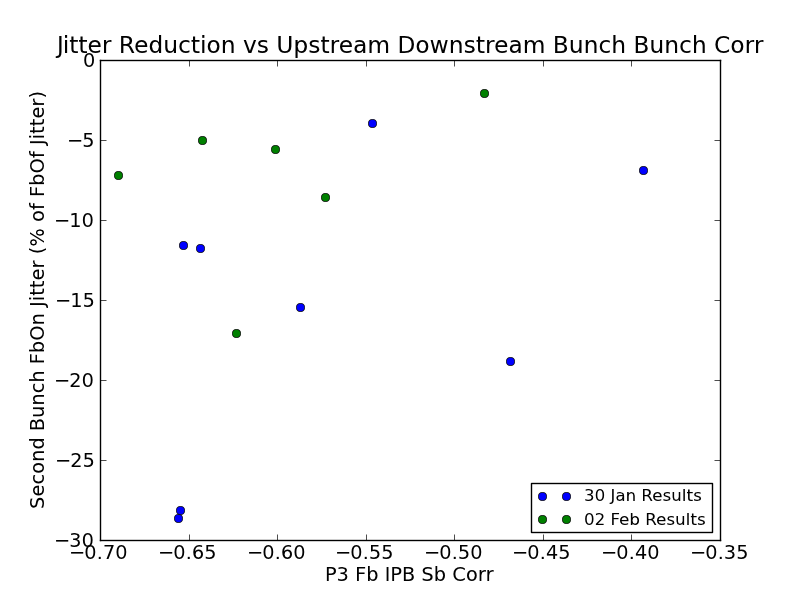 Jitter Reduction vs Upstream Downstream Bunch Bunch Corr
Second Bunch FbOn Jitter (% of FbOf Jitter)
0
−5
−10
−15
−20
−25
−30
30 Jan Results
02 Feb Results
−0.70 −0.65 −0.60 −0.55 −0.50 −0.45 −0.40 −0.35
P3 Fb IPB Sb Corr